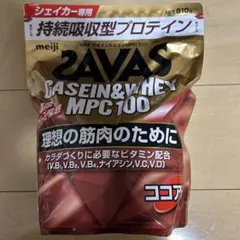 シェイカー専用
持続吸収型プロテイン
meiji
SAVAS
CASEIN&WHEY
MPC100
理想の筋肉のために
カラダづくりに必要なビタミン配合
(V.B₁,V.B₂,V.B₆,ナイアシン,V.C,V.D)
ココア